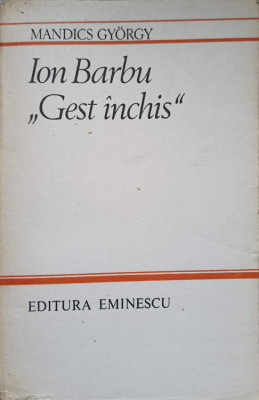 MANDICS GYÖRGY
Ion Barbu
„Gest închis“
EDITURA EMINESCU